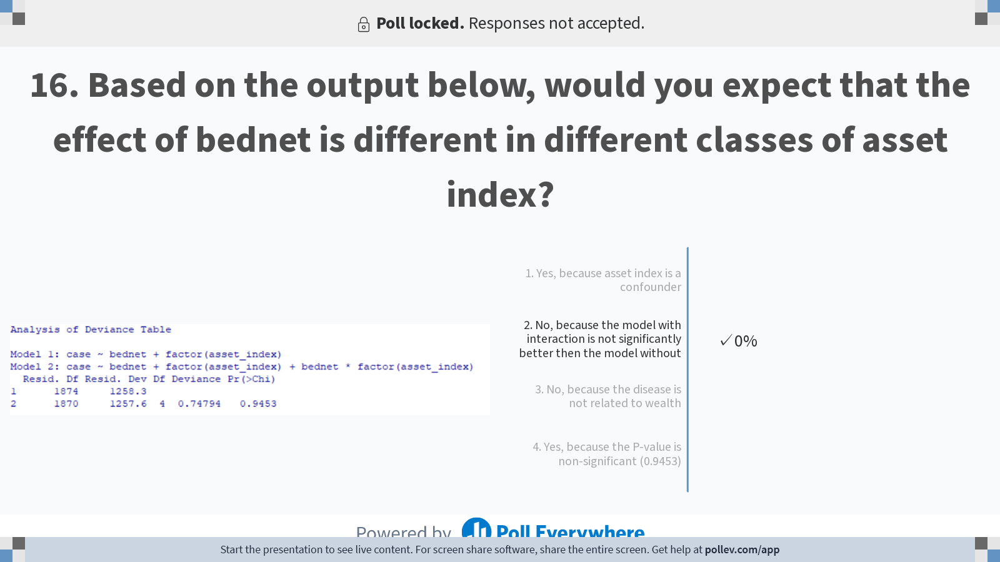 Poll locked. Responses not accepted.
16. Based on the output below, would you expect that the
effect of bednet is different in different classes of asset
index?
Analysis of Deviance Table
Model 1: case ~ bednet + factor(asset_index)
Model 2: case ~ bednet + factor(asset_index) + bednet * factor(asset_index)
Resid. Df Resid. Dev Df Deviance Pr(>Chi)
1 1874 1258.3
2 1870 1257.6 4 0.74794 0.9453
1. Yes, because asset index is a
confounder
2. No, because the model with
interaction is not significantly
better then the model without
✓0%
3. No, because the disease is
not related to wealth
4. Yes, because the P-value is
non-significant (0.9453)
Powered by Poll Everywhere
Start the presentation to see live content. For screen share software, share the entire screen. Get help at pollev.com/app